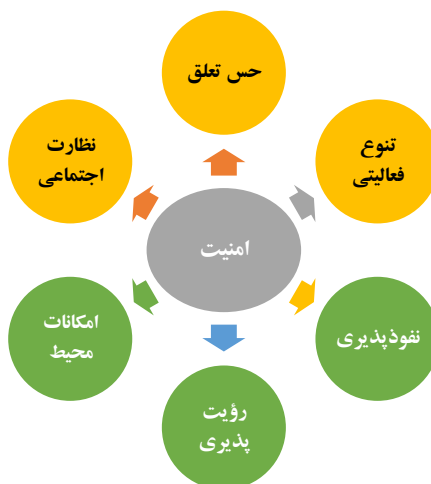 حس تعلق
تنوع
فعالیتی
نظارت
اجتماعی
امنیت
نفوذپذیری
امکانات
محیط
رؤیت
پذیری